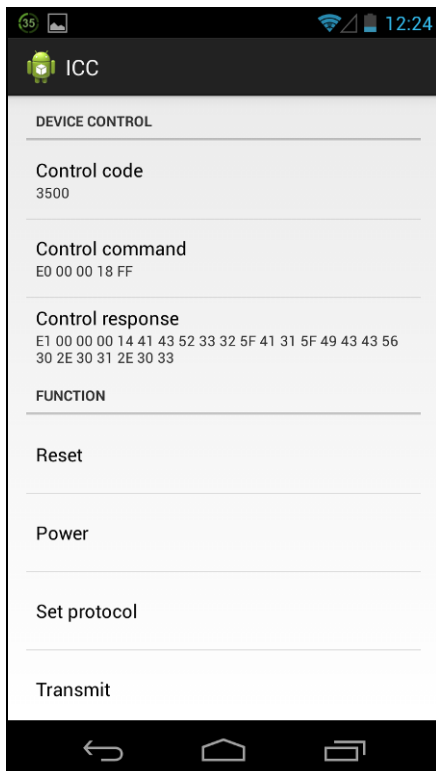 35
12:24
ICC
DEVICE CONTROL
Control code
3500
Control command
E0 00 00 18 FF
Control response
E1 00 00 00 14 41 43 52 33 32 5F 41 31 5F 49 43 43 56
30 2E 30 31 2E 30 33
FUNCTION
Reset
Power
Set protocol
Transmit